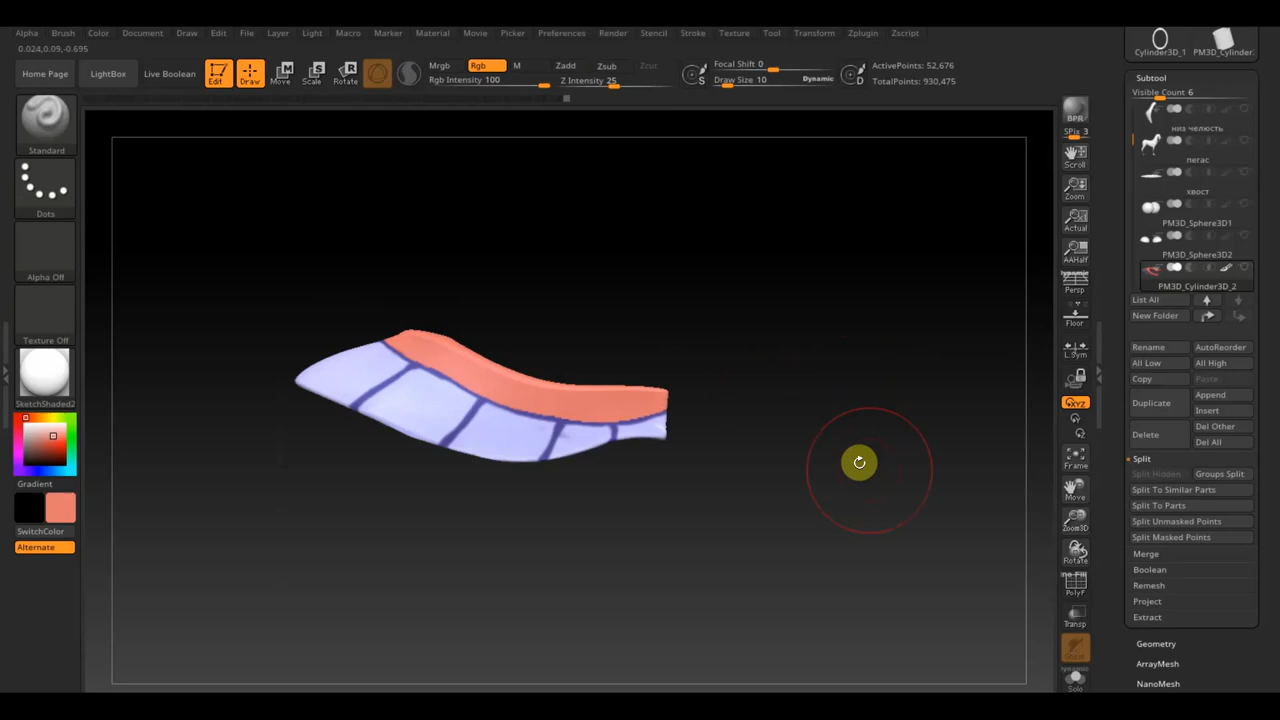 Alpha Brush Color Document Draw Edit File Layer Light Macro Marker Material Movie Picker Preferences Render Stencil Stroke Texture Tool Transform Zplugin Zscript
0.024,0.09,-0.695
Home Page
LightBox
Live Boolean
Edit
Draw
Move
Scale
Rotate
Mrgb
Rgb
M
Rgb Intensity 100
Zadd
Zsub
Zcut
Z Intensity 25
S
Focal Shift 0
Draw Size 10
Dynamic
D
ActivePoints: 52,676
TotalPoints: 930,475
Standard
Dots
Alpha Off
Texture Off
SketchShaded2
Gradient
SwitchColor
Alternate
BPR
SPix 3
Scroll
Zoom
Actual
AAHalf
Dynamic
Persp
Floor
L.Sym
XYZ
Y
Z
Frame
Move
Zoom3D
Rotate
PolyF
Transp
Dynamic
Solo
Cylinder3D_1
PM3D_Cylinder.
Subtool
Visible Count 6
низ челюсть
пегас
хвост
PM3D_Sphere3D1
PM3D_Sphere3D2
PM3D_Cylinder3D_2
List All
New Folder
Rename
AutoReorder
All Low
All High
Copy
Paste
Duplicate
Append
Insert
Delete
Del Other
Del All
Split
Split Hidden
Groups Split
Split To Similar Parts
Split To Parts
Split Unmasked Points
Split Masked Points
Merge
Boolean
Remesh
Project
Extract
Geometry
ArrayMesh
NanoMesh